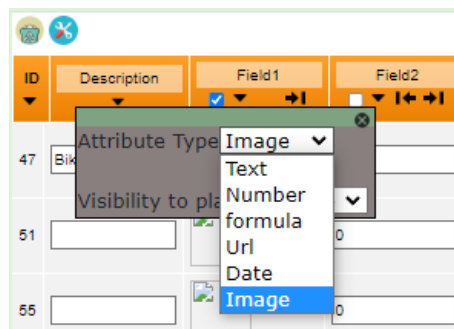 ID Description Field1 Field2
Attribute Type Image
47 Bik
Text
Visibility to pla Number
formula
51 0
Url
Date
Image
55 0